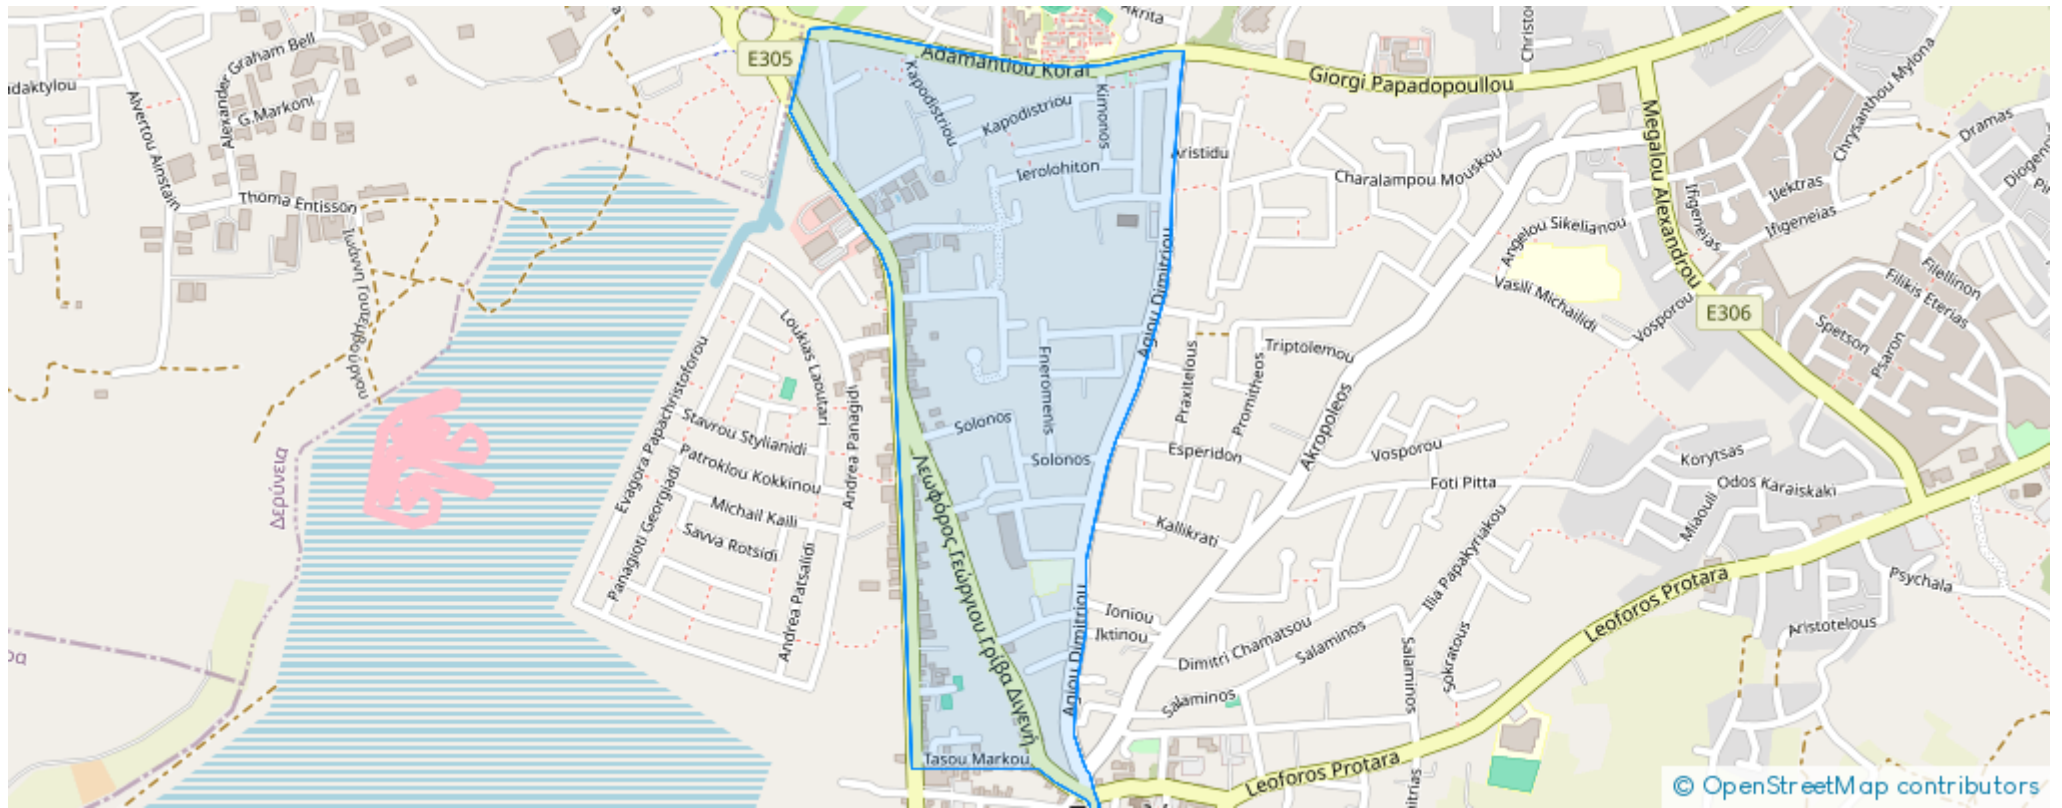 Akrita
E305
Adamantiou Korai
Giorgi Papadopoullou
Alexander Graham Bell
G.Markoni
Alvertou Ainstain
Thoma Entisson
Kapodistriou
Kapodistriou
Kimonos
Ierolohiton
Aristidu
Charalampou Mouskou
Megalou Alexandrou
Chrysanthou Mylona
Dramas
Ilektras
Ifigeneias
Ifigeneias
Angelou Sikelianou
Vasili Michailidi
Vosporou
E306
Filellinon
Filikis Eterias
Spetson
Psaron
Agiou Dimitriou
Loukias Laoutari
Evagora Papachristoforou
Andrea Panagidi
Stavrou Stylianidi
Patroklou Kokkinou
Michail Kaili
Savva Rotsidi
Panagioti Georgiadi
Andrea Patsalidi
Δερύνεια
Fneromenis
Solonos
Solonos
Λεωφόρος Γεώργιου Γρίβα Διγενή
Praxitelous
Promitheos
Triptolemou
Akropoleos
Esperidon
Vosporou
Foti Pitta
Kallikrati
Korytsas
Odos Karaiskaki
Miaouli
Ilia Papakyriakou
Ioniou
Iktinou
Agiou Dimitriou
Dimitri Chamatsou
Salaminos
Salaminos
Salaminos
Sokratous
Leoforos Protara
Psychala
Aristotelous
Tasou Markou
Leoforos Protara
© OpenStreetMap contributors